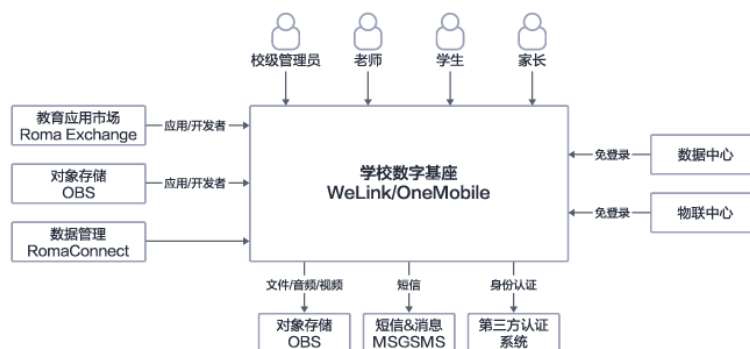 校级管理员
老师
学生
家长
教育应用市场
Roma Exchange
应用/开发者
对象存储
OBS
应用/开发者
数据管理
RomaConnect
学校数字基座
WeLink/OneMobile
免登录
数据中心
免登录
物联中心
文件/音频/视频
短信
身份认证
对象存储
OBS
短信&消息
MSGSMS
第三方认证
系统